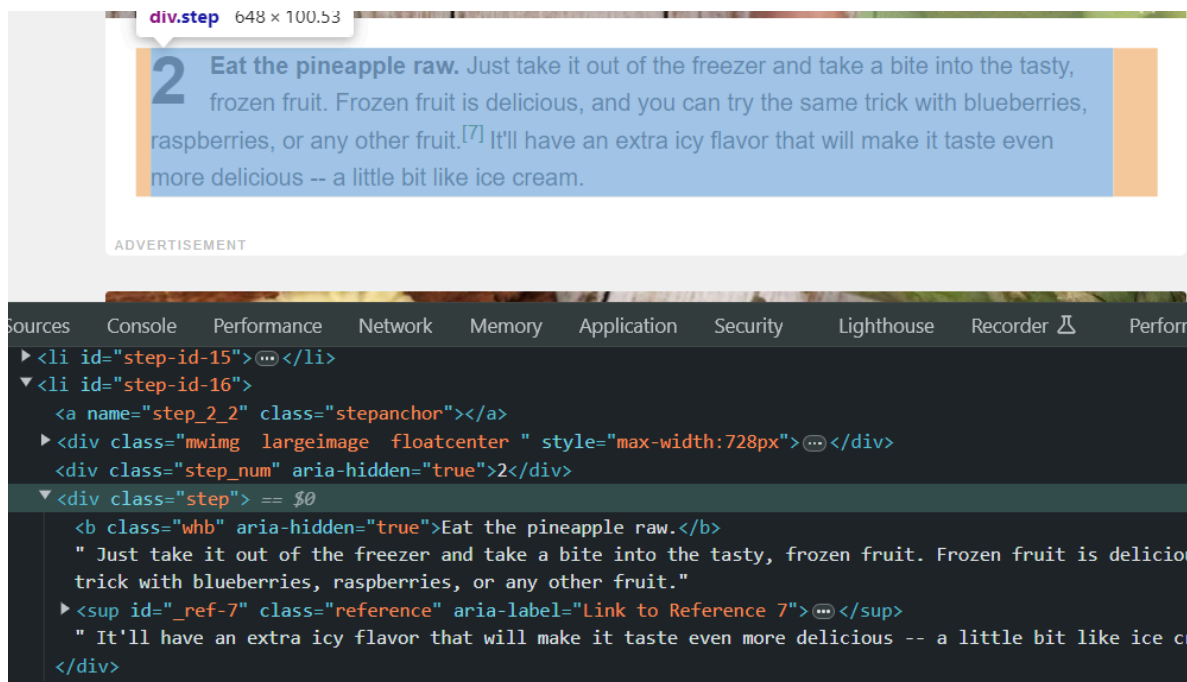 div.step 648 × 100.53
2 Eat the pineapple raw. Just take it out of the freezer and take a bite into the tasty,
frozen fruit. Frozen fruit is delicious, and you can try the same trick with blueberries,
raspberries, or any other fruit.[7] It'll have an extra icy flavor that will make it taste even
more delicious -- a little bit like ice cream.
ADVERTISEMENT
Sources Console Performance Network Memory Application Security Lighthouse Recorder Perfor
<li id="step-id-15">…</li>
<li id="step-id-16">
<a name="step_2_2" class="stepanchor"></a>
<div class="mwimg largeimage floatcenter " style="max-width:728px">…</div>
<div class="step_num" aria-hidden="true">2</div>
<div class="step"> == $0
<b class="whb" aria-hidden="true">Eat the pineapple raw.</b>
" Just take it out of the freezer and take a bite into the tasty, frozen fruit. Frozen fruit is deliciou
trick with blueberries, raspberries, or any other fruit."
<sup id="_ref-7" class="reference" aria-label="Link to Reference 7">…</sup>
" It'll have an extra icy flavor that will make it taste even more delicious -- a little bit like ice c
</div>